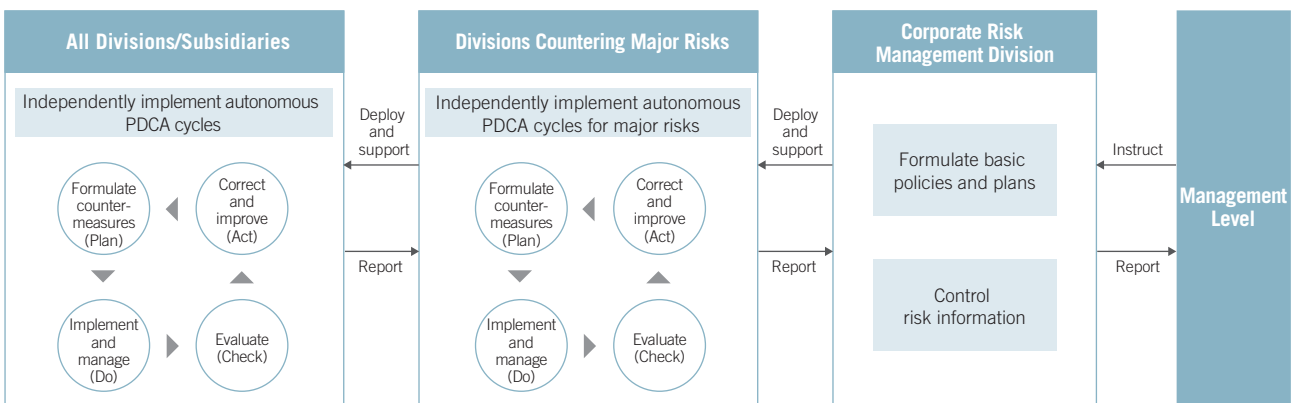 All Divisions/Subsidiaries
Independently implement autonomous
PDCA cycles
Formulate
counter-
measures
(Plan)
Correct
and
improve
(Act)
Implement
and
manage
(Do)
Evaluate
(Check)
Deploy
and
support
Report
Divisions Countering Major Risks
Independently implement autonomous
PDCA cycles for major risks
Formulate
counter-
measures
(Plan)
Correct
and
improve
(Act)
Implement
and
manage
(Do)
Evaluate
(Check)
Deploy
and
support
Report
Corporate Risk
Management Division
Formulate basic
policies and plans
Control
risk information
Instruct
Report
Management
Level